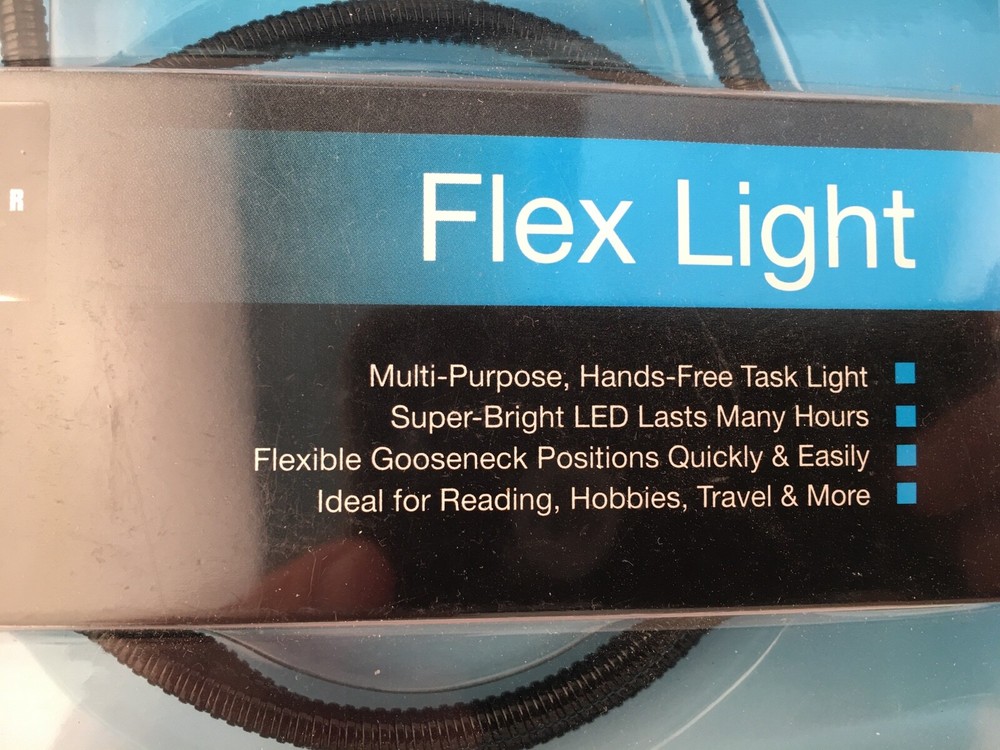 R
Flex Light
Multi-Purpose, Hands-Free Task Light
Super-Bright LED Lasts Many Hours
Flexible Gooseneck Positions Quickly & Easily
Ideal for Reading, Hobbies, Travel & More